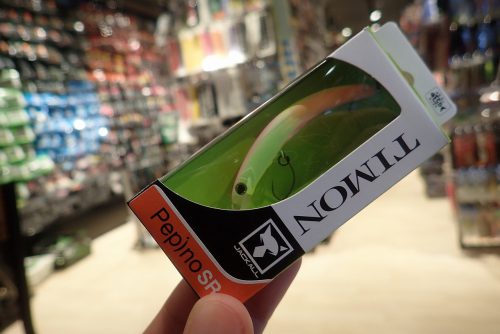 TIMON
JACKALL
Pepino SR